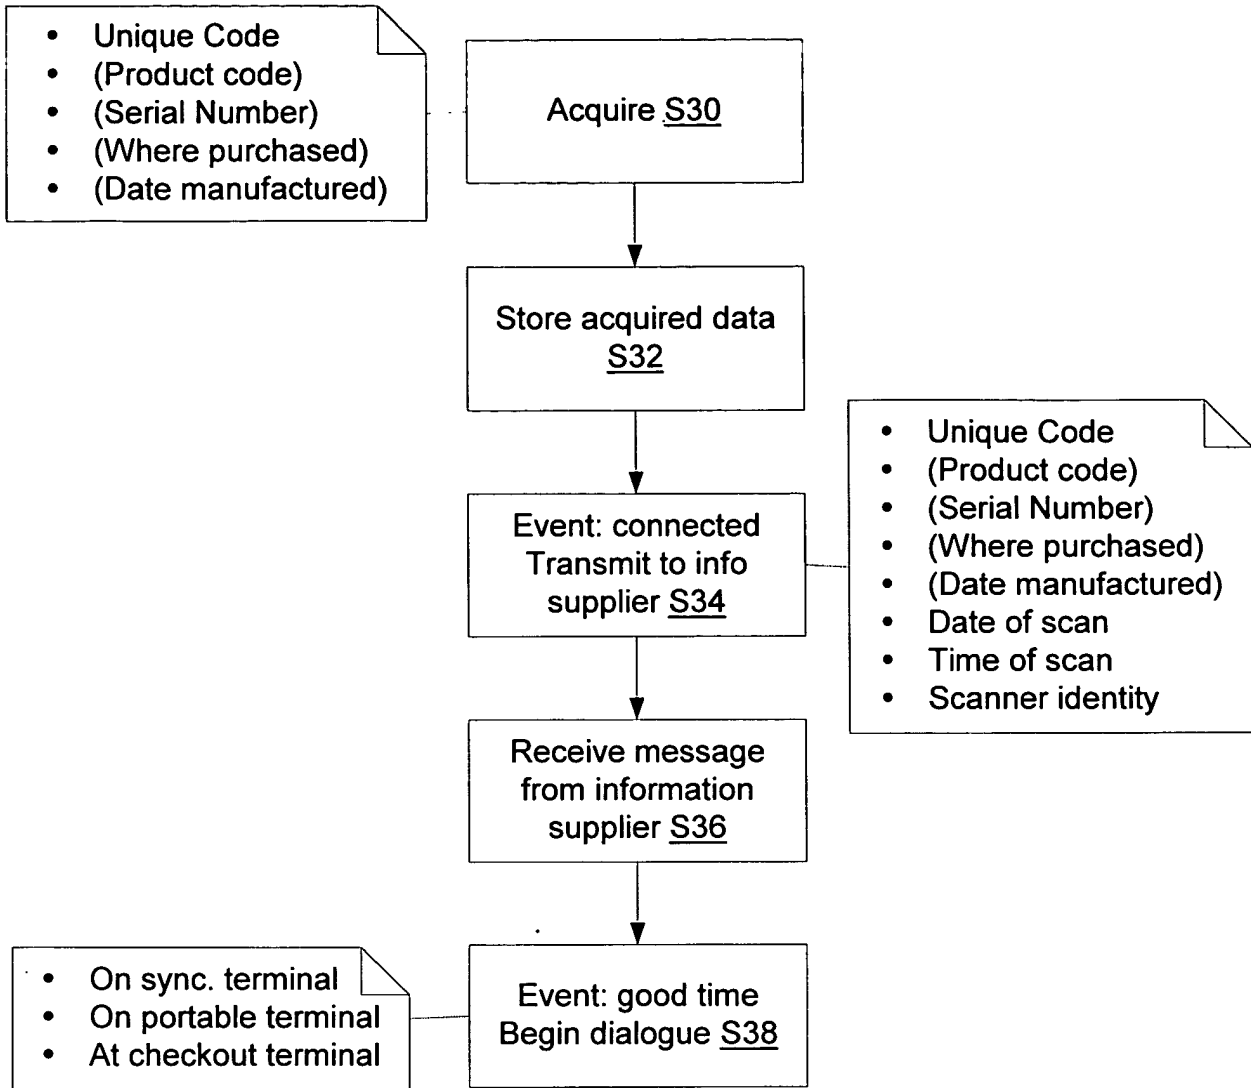 • Unique Code
• (Product code)
• (Serial Number)
• (Where purchased)
• (Date manufactured)
Acquire S30
Store acquired data
S32
Event: connected
Transmit to info
supplier S34
• Unique Code
• (Product code)
• (Serial Number)
• (Where purchased)
• (Date manufactured)
• Date of scan
• Time of scan
• Scanner identity
Receive message
from information
supplier S36
• On sync. terminal
• On portable terminal
• At checkout terminal
Event: good time
Begin dialogue S38